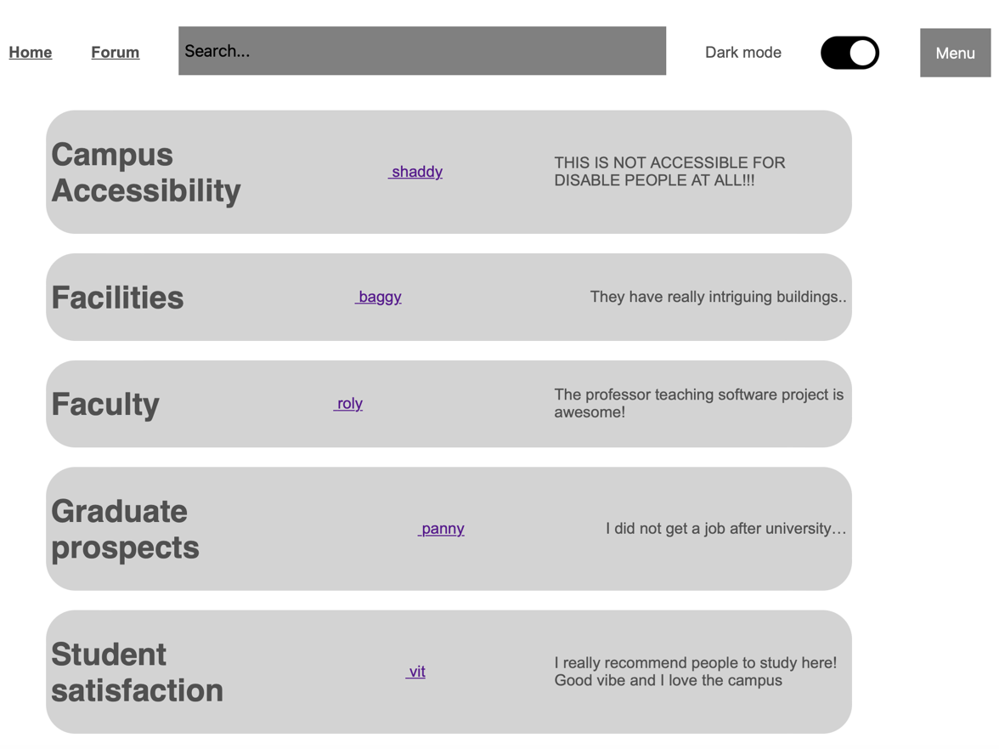 Home Forum Search... Dark mode Menu
Campus
Accessibility
shaddy
THIS IS NOT ACCESSIBLE FOR
DISABLE PEOPLE AT ALL!!!
Facilities
baggy
They have really intriguing buildings..
Faculty
roly
The professor teaching software project is
awesome!
Graduate
prospects
panny
I did not get a job after university…
Student
satisfaction
vit
I really recommend people to study here!
Good vibe and I love the campus